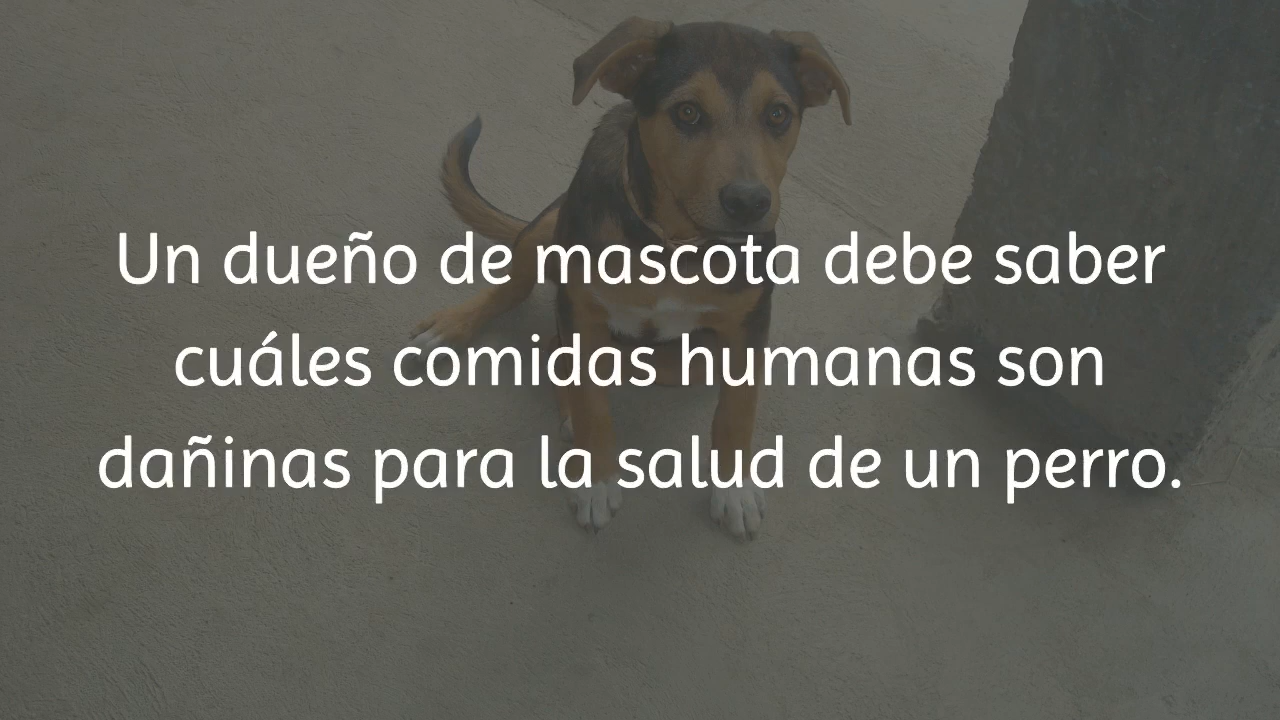 Un dueño de mascota debe saber
cuáles comidas humanas son
dañinas para la salud de un perro.